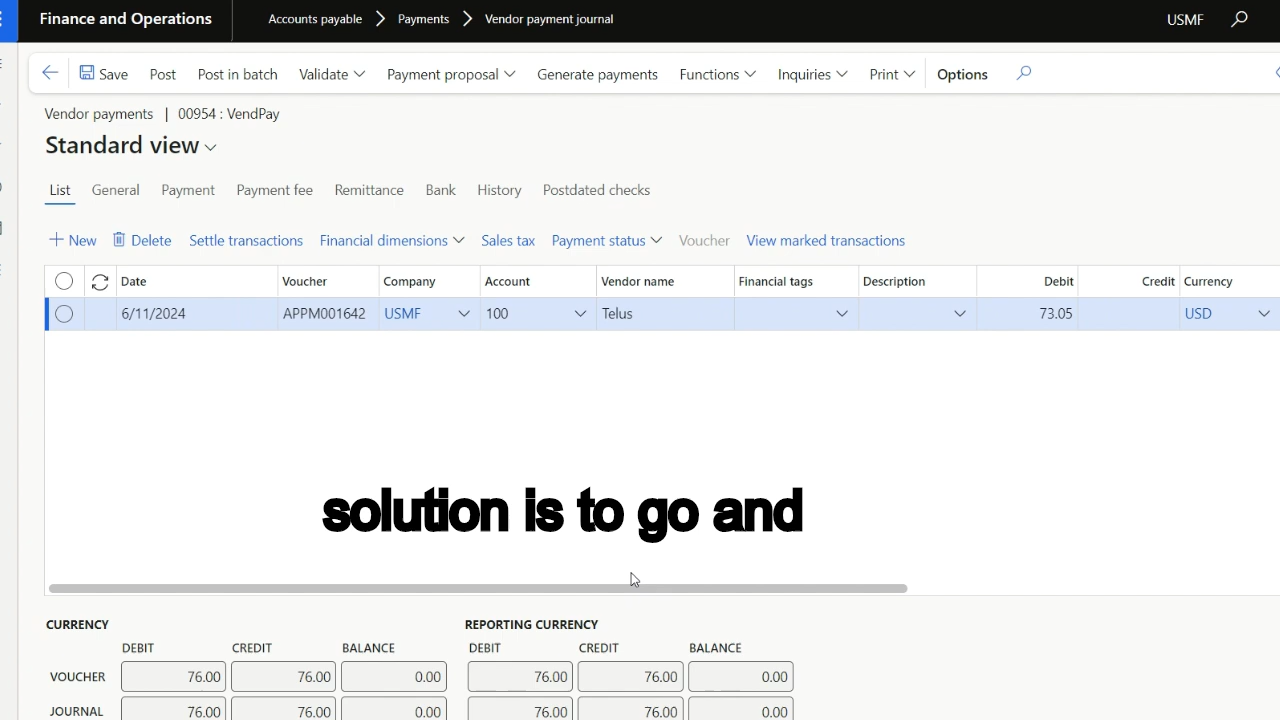 Finance and Operations
Accounts payable
Payments
Vendor payment journal
USMF
Save
Post
Post in batch
Validate
Payment proposal
Generate payments
Functions
Inquiries
Print
Options
Vendor payments | 00954 : VendPay
Standard view
List
General
Payment
Payment fee
Remittance
Bank
History
Postdated checks
New
Delete
Settle transactions
Financial dimensions
Sales tax
Payment status
Voucher
View marked transactions
Date Voucher Company Account Vendor name Financial tags Description Debit Credit Currency
6/11/2024 APPM001642 USMF 100 Telus 73.05 USD
solution is to go and
CURRENCY REPORTING CURRENCY
DEBIT CREDIT BALANCE DEBIT CREDIT BALANCE
VOUCHER 76.00 76.00 0.00 76.00 76.00 0.00
JOURNAL 76.00 76.00 0.00 76.00 76.00 0.00